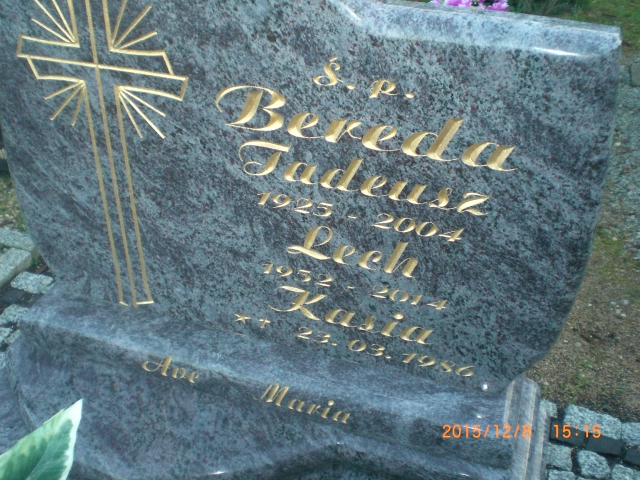 Ś. p.
Bereda
Tadeusz
1925 - 2004
Lech
1952 - 2014
Kasia
* † 23.03.1986
Ave Maria
2015/12/8 15:15